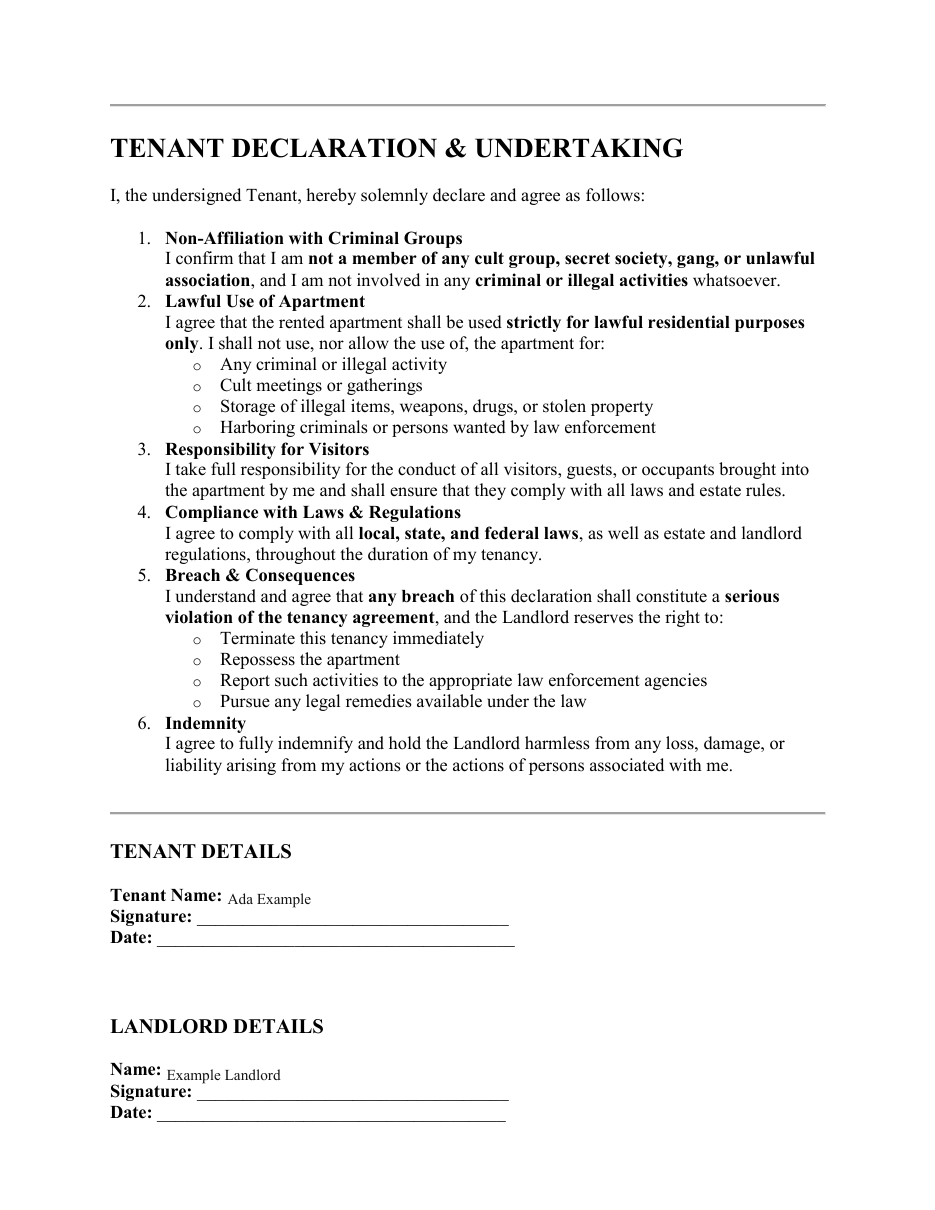 TENANT DECLARATION & UNDERTAKING
I, the undersigned Tenant, hereby solemnly declare and agree as follows:
1. Non-Affiliation with Criminal Groups
I confirm that I am not a member of any cult group, secret society, gang, or unlawful
association, and I am not involved in any criminal or illegal activities whatsoever.
2. Lawful Use of Apartment
I agree that the rented apartment shall be used strictly for lawful residential purposes
only. I shall not use, nor allow the use of, the apartment for:
o Any criminal or illegal activity
o Cult meetings or gatherings
o Storage of illegal items, weapons, drugs, or stolen property
o Harboring criminals or persons wanted by law enforcement
3. Responsibility for Visitors
I take full responsibility for the conduct of all visitors, guests, or occupants brought into
the apartment by me and shall ensure that they comply with all laws and estate rules.
4. Compliance with Laws & Regulations
I agree to comply with all local, state, and federal laws, as well as estate and landlord
regulations, throughout the duration of my tenancy.
5. Breach & Consequences
I understand and agree that any breach of this declaration shall constitute a serious
violation of the tenancy agreement, and the Landlord reserves the right to:
o Terminate this tenancy immediately
o Repossess the apartment
o Report such activities to the appropriate law enforcement agencies
o Pursue any legal remedies available under the law
6. Indemnity
I agree to fully indemnify and hold the Landlord harmless from any loss, damage, or
liability arising from my actions or the actions of persons associated with me.
TENANT DETAILS
Tenant Name: Ada Example
Signature: ___________________________________
Date: ________________________________________
LANDLORD DETAILS
Name: Example Landlord
Signature: ___________________________________
Date: _______________________________________